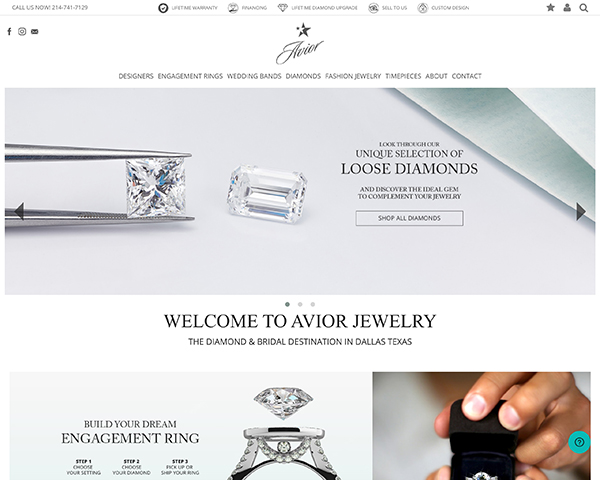 CALL US NOW! 214-741-7129
LIFETIME WARRANTY
FINANCING
LIFETIME DIAMOND UPGRADE
SELL TO US
CUSTOM DESIGN
Avior
DESIGNERS ENGAGEMENT RINGS WEDDING BANDS DIAMONDS FASHION JEWELRY TIMEPIECES ABOUT CONTACT
LOOK THROUGH OUR
UNIQUE SELECTION OF
LOOSE DIAMONDS
AND DISCOVER THE IDEAL GEM
TO COMPLEMENT YOUR JEWELRY
SHOP ALL DIAMONDS
WELCOME TO AVIOR JEWELRY
THE DIAMOND & BRIDAL DESTINATION IN DALLAS TEXAS
BUILD YOUR DREAM
ENGAGEMENT RING
STEP 1
CHOOSE
YOUR SETTING
STEP 2
CHOOSE
YOUR DIAMOND
STEP 3
PICK UP OR
SHIP YOUR RING